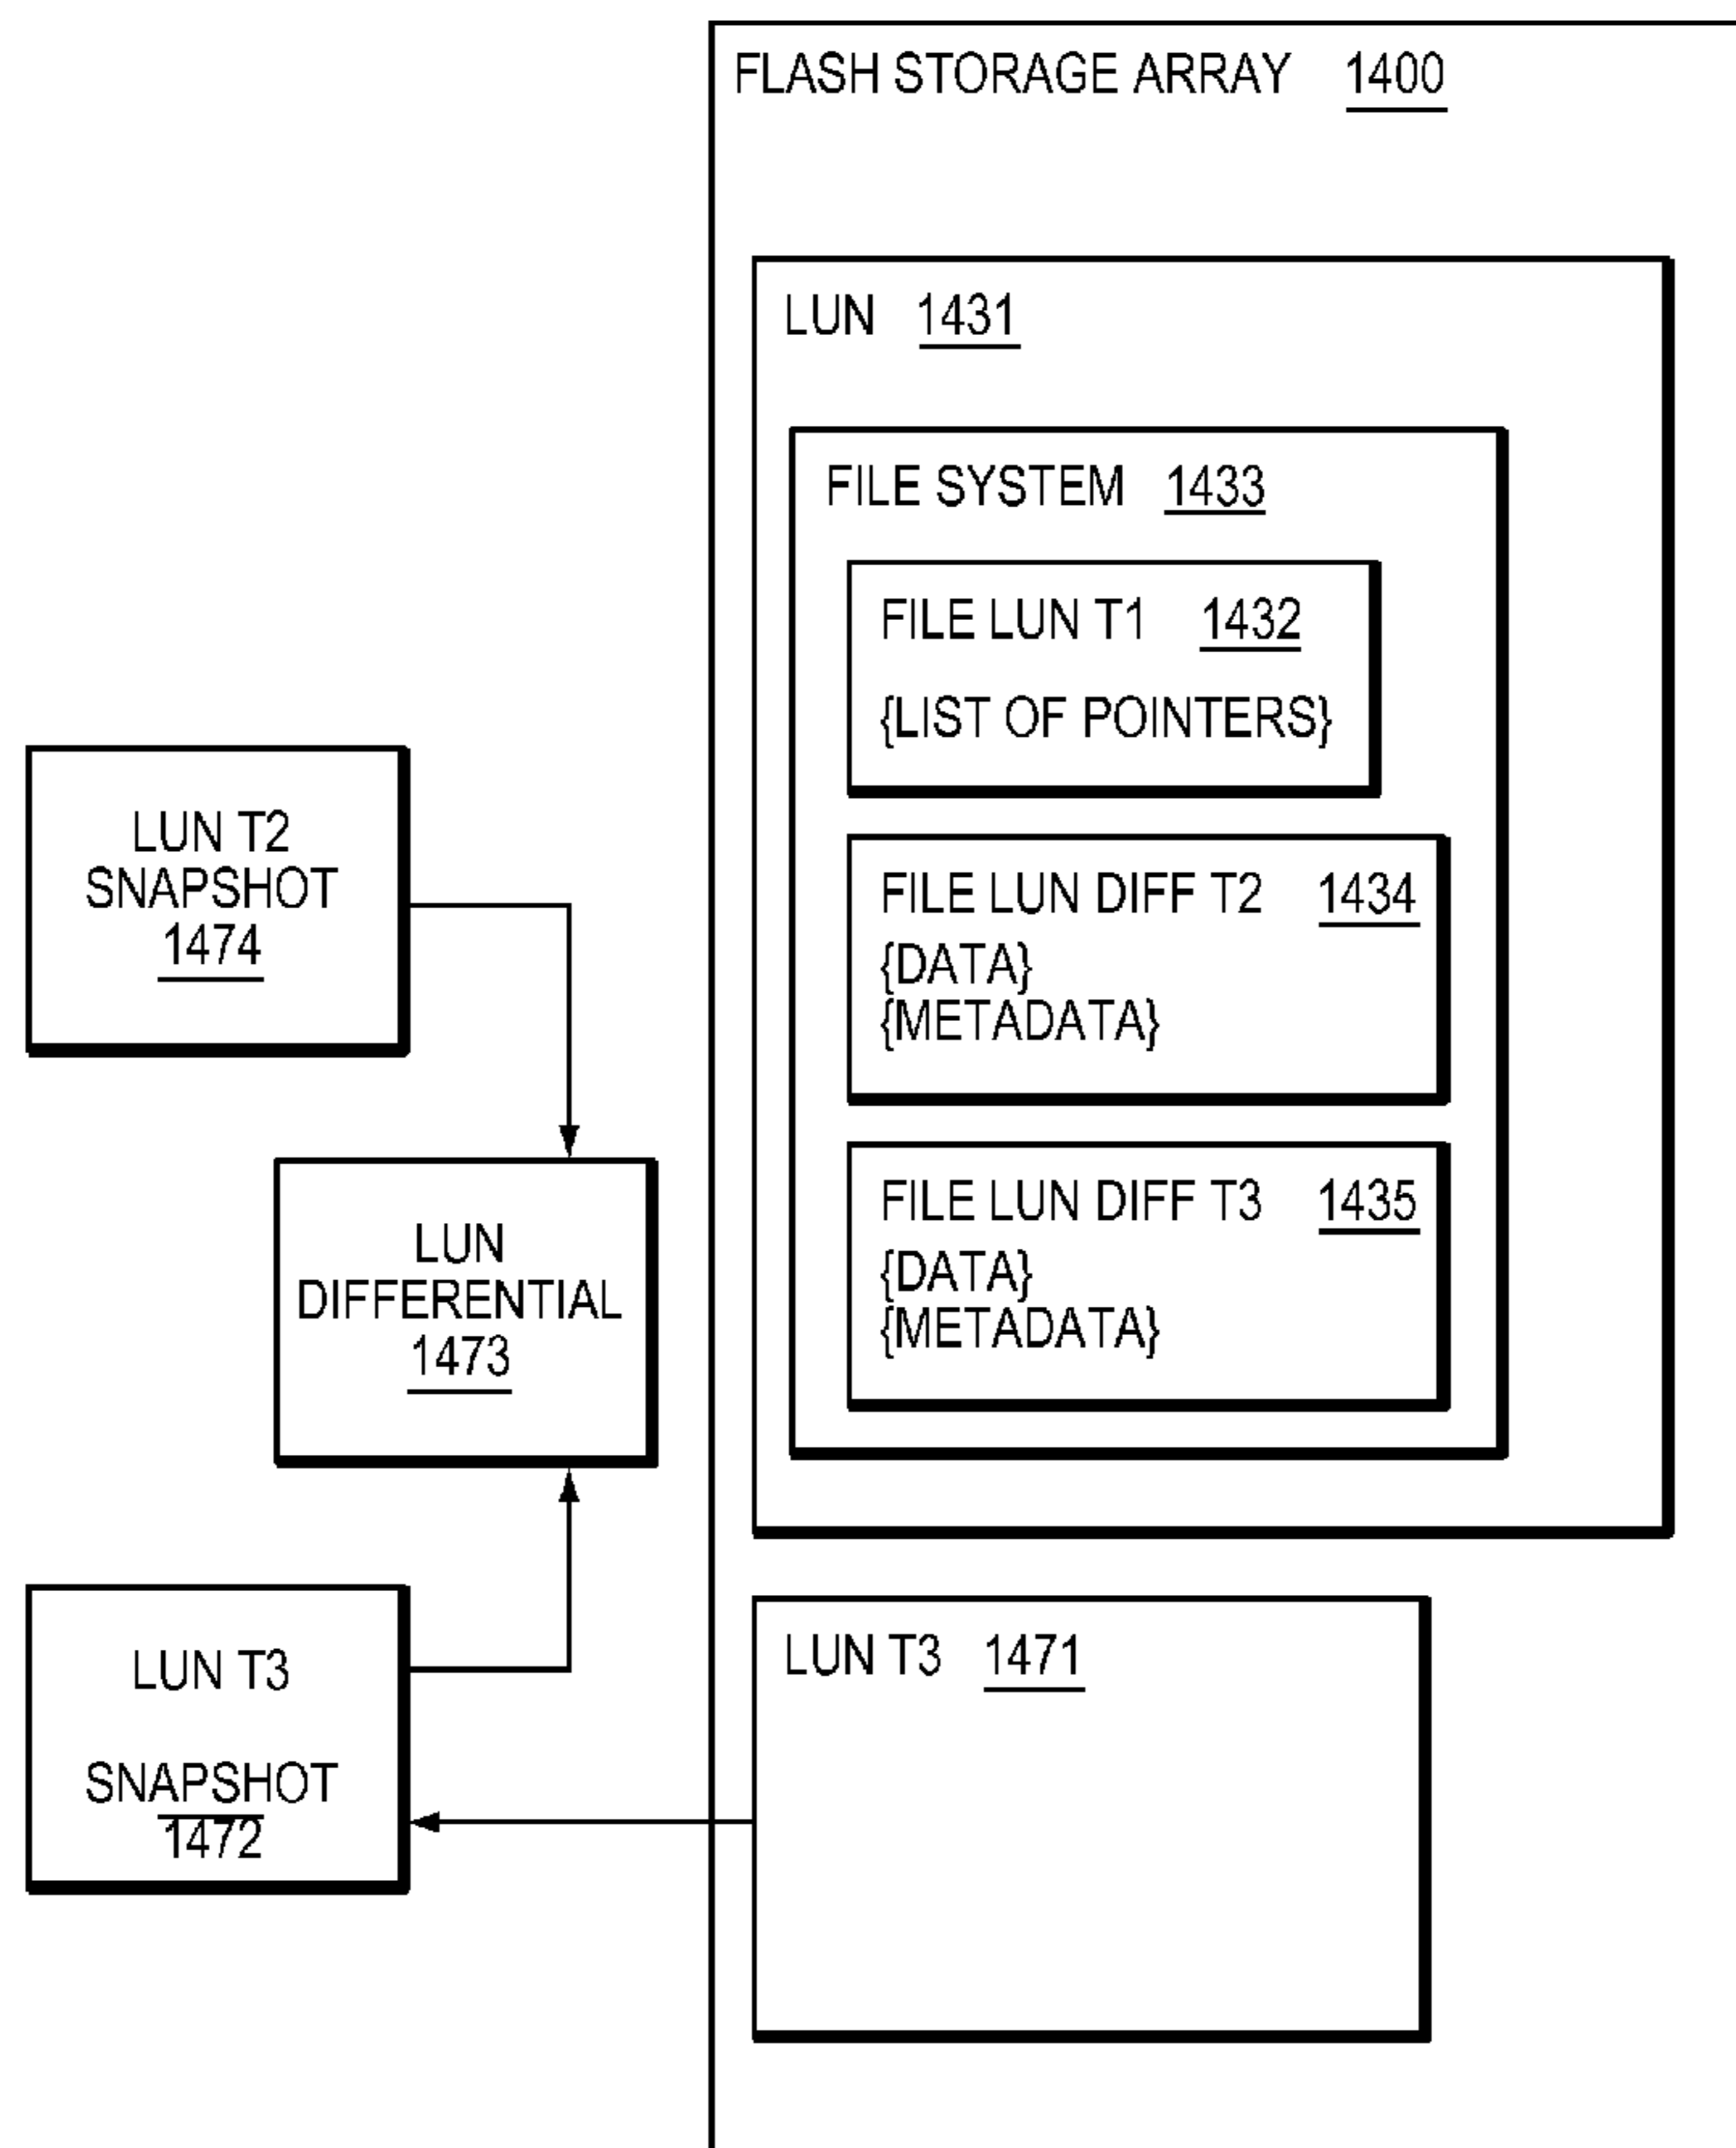 FLASH STORAGE ARRAY 1400
LUN 1431
FILE SYSTEM 1433
FILE LUN T1 1432
{LIST OF POINTERS}
FILE LUN DIFF T2 1434
{DATA}
{METADATA}
FILE LUN DIFF T3 1435
{DATA}
{METADATA}
LUN T2
SNAPSHOT
1474
LUN
DIFFERENTIAL
1473
LUN T3
SNAPSHOT
1472
LUN T3 1471